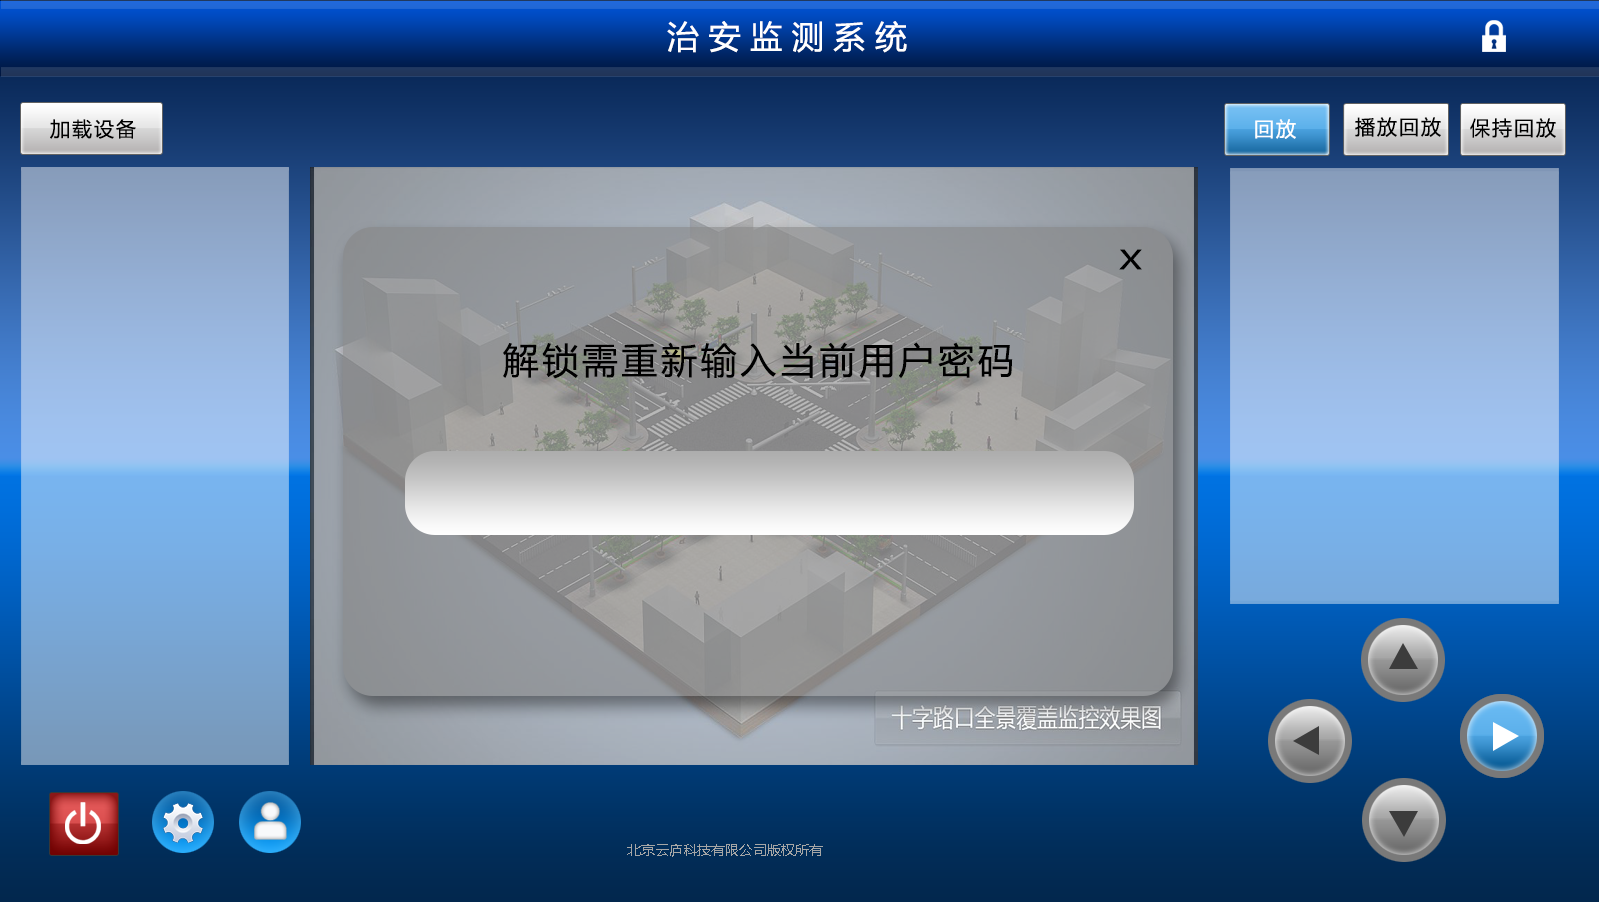 治安监测系统
加载设备
回放
播放回放
保持回放
X
解锁需重新输入当前用户密码
十字路口全景覆盖监控效果图
北京云庐科技有限公司版权所有